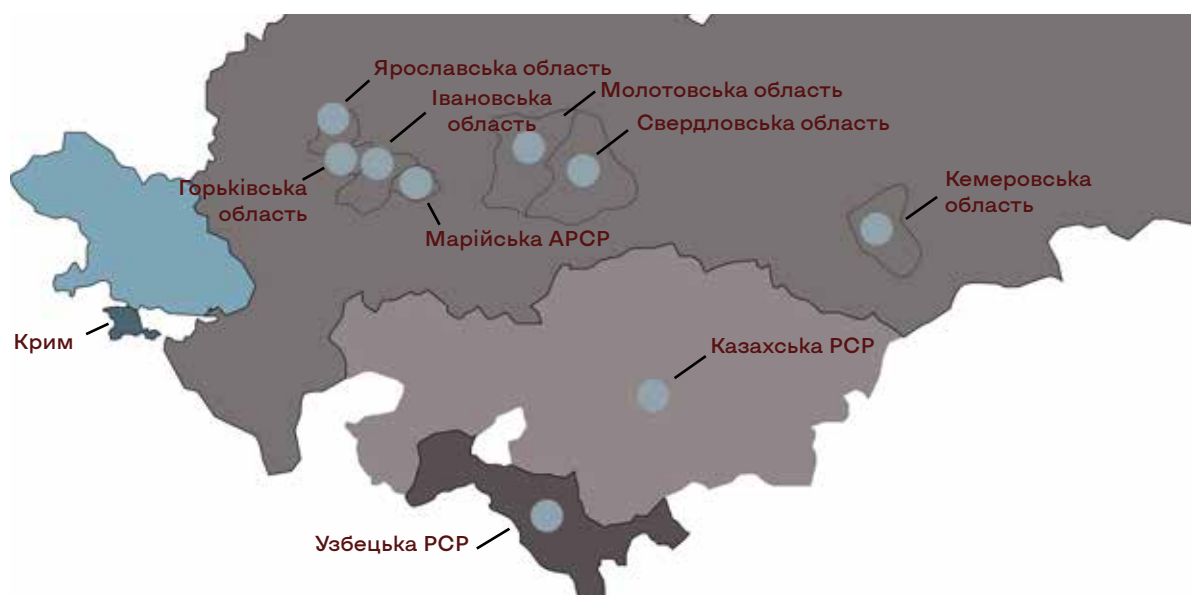 Ярославська область
Івановська
область
Молотовська область
Свердловська область
Горьківська
область
Кемеровська
область
Марійська АРСР
Крим
Казахська РСР
Узбецька РСР